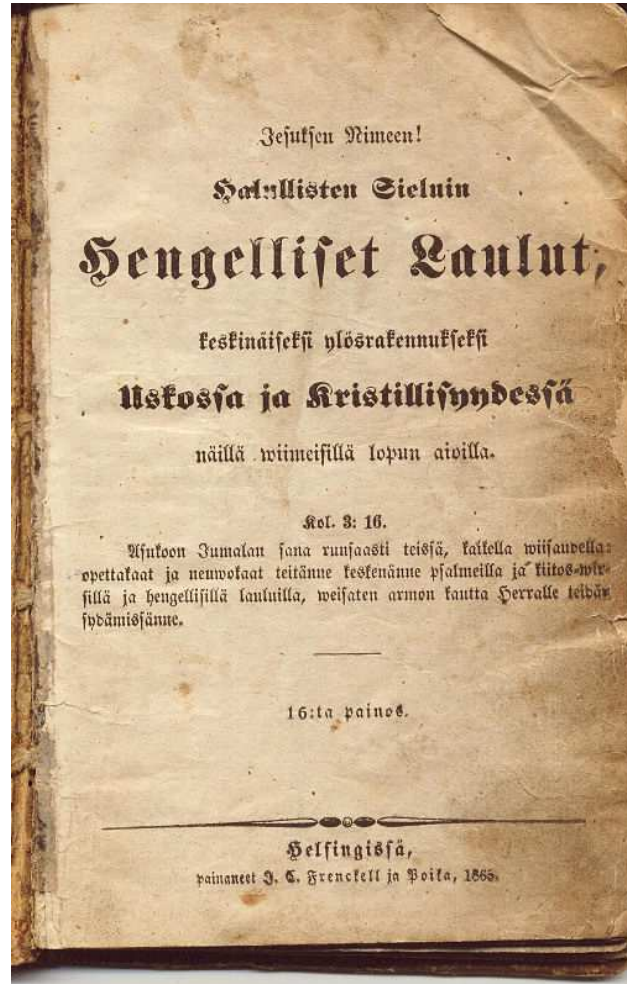 Jesuksen Nimeen!
Halullisten Sieluin
Hengelliset Laulut,
keskinäiseksi ylösrakennukseksi
Uskossa ja Kristillisyydessä
näillä wiimeisillä lopun aioilla.
Kol. 3: 16.
Asukoon Jumalan sana runsaasti teissä, kaikella wiisaudella:
opettakaat ja neuwokaat teitänne keskenänne psalmeilla ja kiitos-wir-
sillä ja hengellisillä lauluilla, weisaten armon kautta Herralle teidän
sydämissänne.
16:ta painos.
Helsingissä,
painaneet J. C. Frenckell ja Poika, 1865.